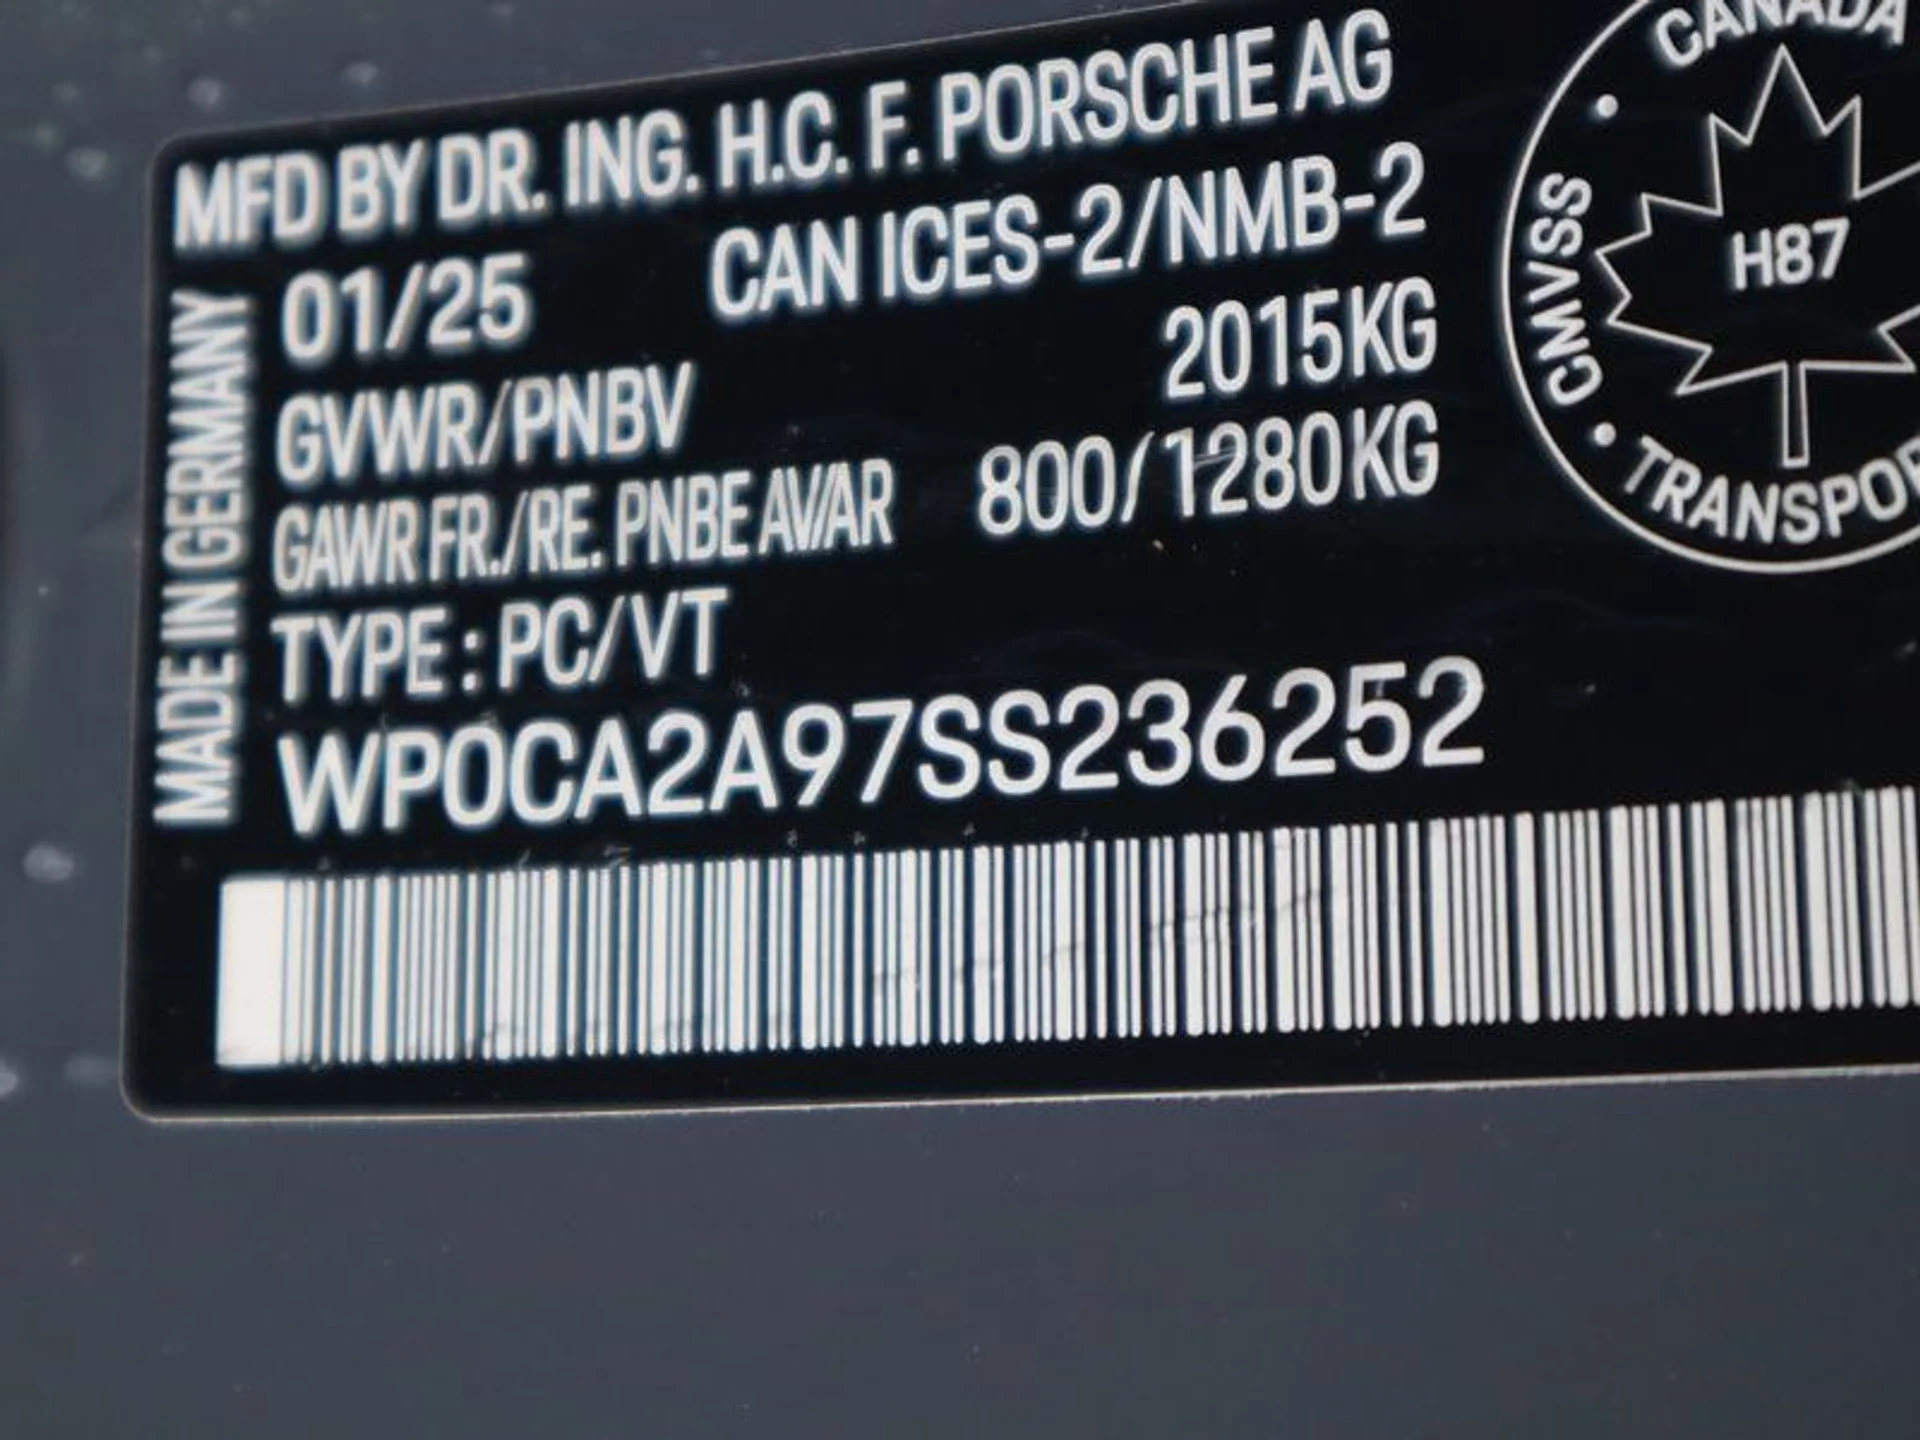 MFD BY DR. ING. H.C. F. PORSCHE AG
01/25 CAN ICES-2/NMB-2
GVWR/PNBV 2015KG
GAWR FR./RE. PNBE AV/AR 800/1280KG
TYPE : PC/VT
WP0CA2A97SS236252
MADE IN GERMANY
CANADA
CMVSS
H87
TRANSPOR